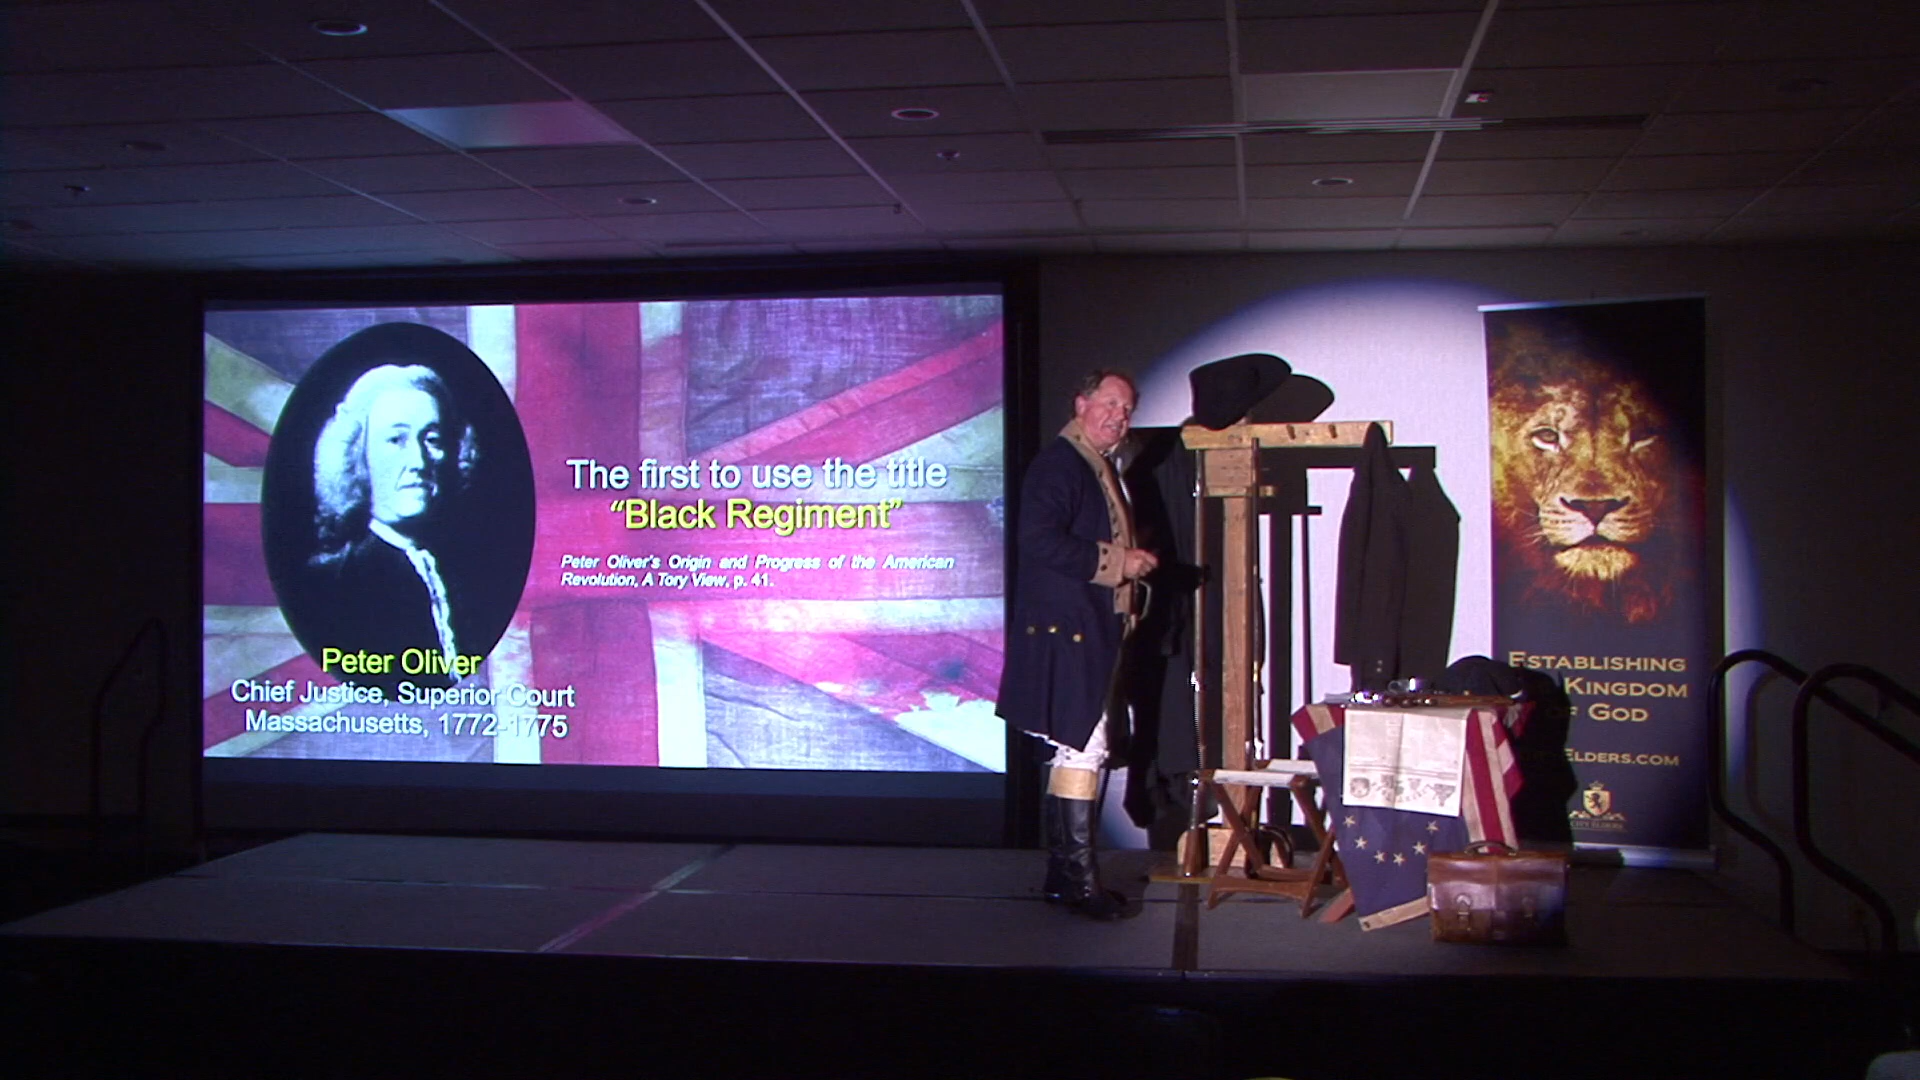 The first to use the title
“Black Regiment”
Peter Oliver’s Origin and Progress of the American
Revolution, A Tory View, p. 41.
Peter Oliver
Chief Justice, Superior Court
Massachusetts, 1772-1775
ESTABLISHING
KINGDOM
OF GOD
ELDERS.COM